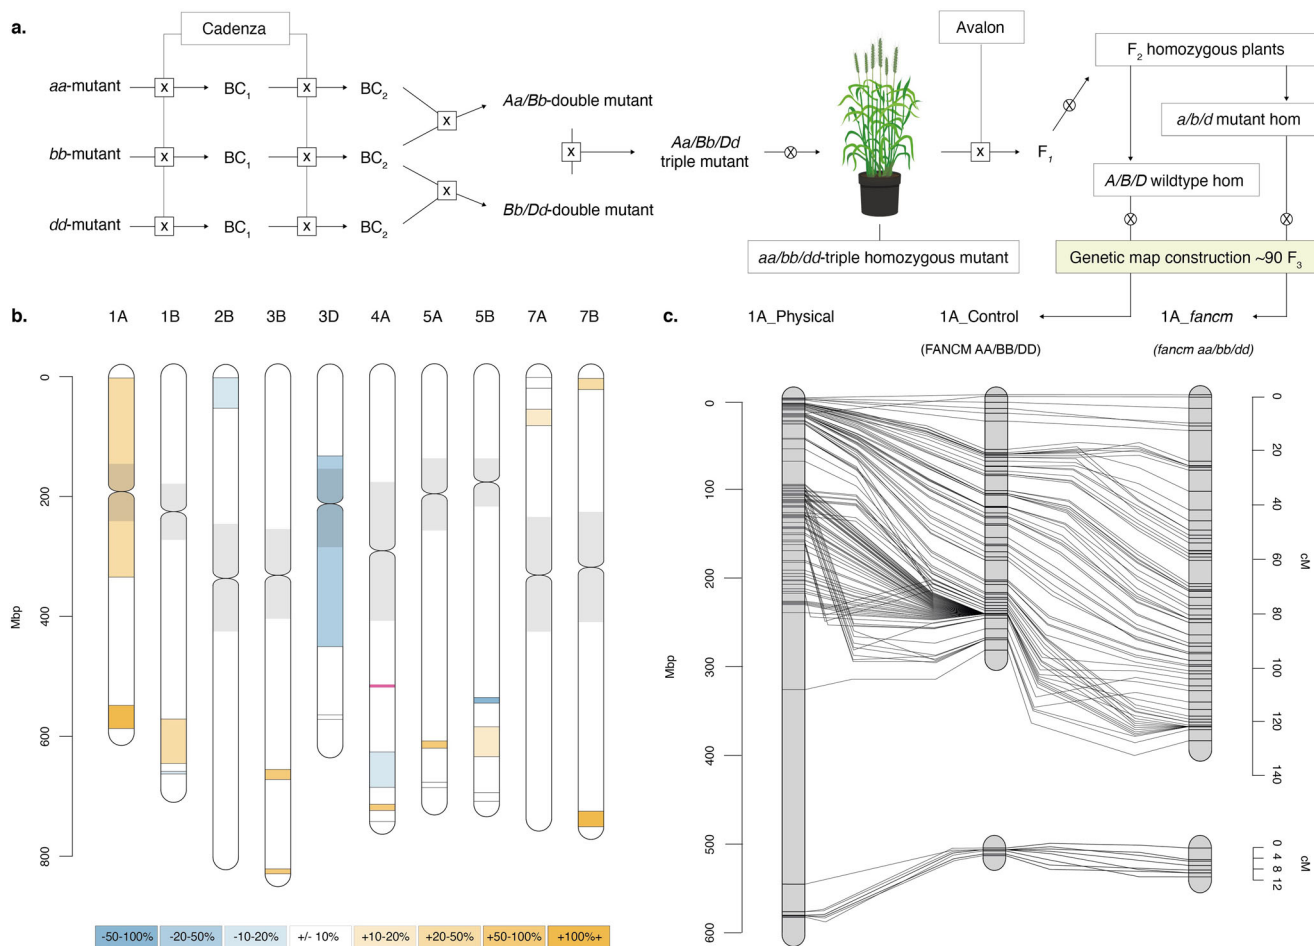 a.
Cadenza
Avalon
aa-mutant X BC1 X BC2
bb-mutant X BC1 X BC2
dd-mutant X BC1 X BC2
X
X
Aa/Bb-double mutant
X
Bb/Dd-double mutant
Aa/Bb/Dd
triple mutant
aa/bb/dd-triple homozygous mutant
X
F1
F2 homozygous plants
a/b/d mutant hom
A/B/D wildtype hom
Genetic map construction ~90 F3
b.
1A 1B 2B 3B 3D 4A 5A 5B 7A 7B
Mbp
0
200
400
600
800
-50-100% -20-50% -10-20% +/- 10% +10-20% +20-50% +50-100% +100%+
c.
1A_Physical 1A_Control 1A_fancm
(FANCM AA/BB/DD) (fancm aa/bb/dd)
Mbp
0
100
200
300
400
500
600
0
20
40
60
80
100
120
140
cM
0
4
8
12
cM